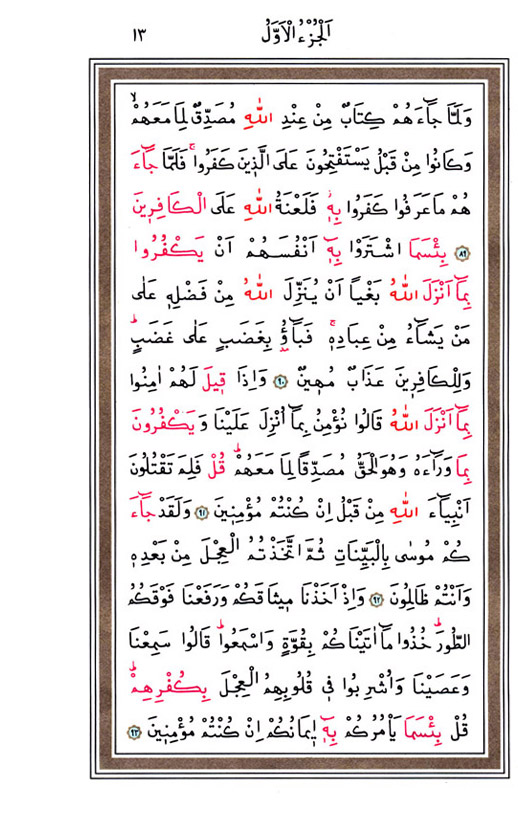 ١٣ اَلْجُزْءُ الْاَوَّلُ
وَلَمَّا جَٓاءَهُمْ كِتَابٌ مِنْ عِنْدِ اللّٰهِ مُصَدِّقٌ لِمَا مَعَهُمْۙ
وَكَانُوا مِنْ قَبْلُ يَسْتَفْتِحُونَ عَلَى الَّذٖينَ كَفَرُواۚ فَلَمَّا جَٓاءَ
هُمْ مَا عَرَفُوا كَفَرُوا بِهٖۘ فَلَعْنَةُ اللّٰهِ عَلَى الْكَافِرٖينَ
﴿٨٩﴾ بِئْسَمَا اشْتَرَوْا بِهٖٓ اَنْفُسَهُمْ اَنْ يَكْفُرُوا
بِمَٓا اَنْزَلَ اللّٰهُ بَغْياً اَنْ يُنَزِّلَ اللّٰهُ مِنْ فَضْلِهٖ عَلٰى
مَنْ يَشَٓاءُ مِنْ عِبَادِهٖۚ فَبَٓاؤُ۫ بِغَضَبٍ عَلٰى غَضَبٍؕ
وَلِلْكَافِرٖينَ عَذَابٌ مُهٖينٌ ﴿٩٠﴾ وَاِذَا قٖيلَ لَهُمْ اٰمِنُوا
بِمَٓا اَنْزَلَ اللّٰهُ قَالُوا نُؤْمِنُ بِمَٓا اُنْزِلَ عَلَيْنَا وَيَكْفُرُونَ
بِمَا وَرَٓاءَهُ وَهُوَ الْحَقُّ مُصَدِّقاً لِمَا مَعَهُمْؕ قُلْ فَلِمَ تَقْتُلُونَ
اَنْبِيَٓاءَ اللّٰهِ مِنْ قَبْلُ اِنْ كُنْتُمْ مُؤْمِنٖينَ ﴿٩١﴾ وَلَقَدْ جَٓاءَ
كُمْ مُوسٰى بِالْبَيِّنَاتِ ثُمَّ اتَّخَذْتُمُ الْعِجْلَ مِنْ بَعْدِهٖ
وَاَنْتُمْ ظَالِمُونَ ﴿٩٢﴾ وَاِذْ اَخَذْنَا مٖيثَاقَكُمْ وَرَفَعْنَا فَوْقَكُمُ
الطُّورَؕ خُذُوا مَٓا اٰتَيْنَاكُمْ بِقُوَّةٍ وَاسْمَعُواؕ قَالُوا سَمِعْنَا
وَعَصَيْنَا وَاُشْرِبُوا فٖي قُلُوبِهِمُ الْعِجْلَ بِكُفْرِهِمْؕ
قُلْ بِئْسَمَا يَأْمُرُكُمْ بِهٖٓ اٖيمَانُكُمْ اِنْ كُنْتُمْ مُؤْمِنٖينَ ﴿٩٣﴾